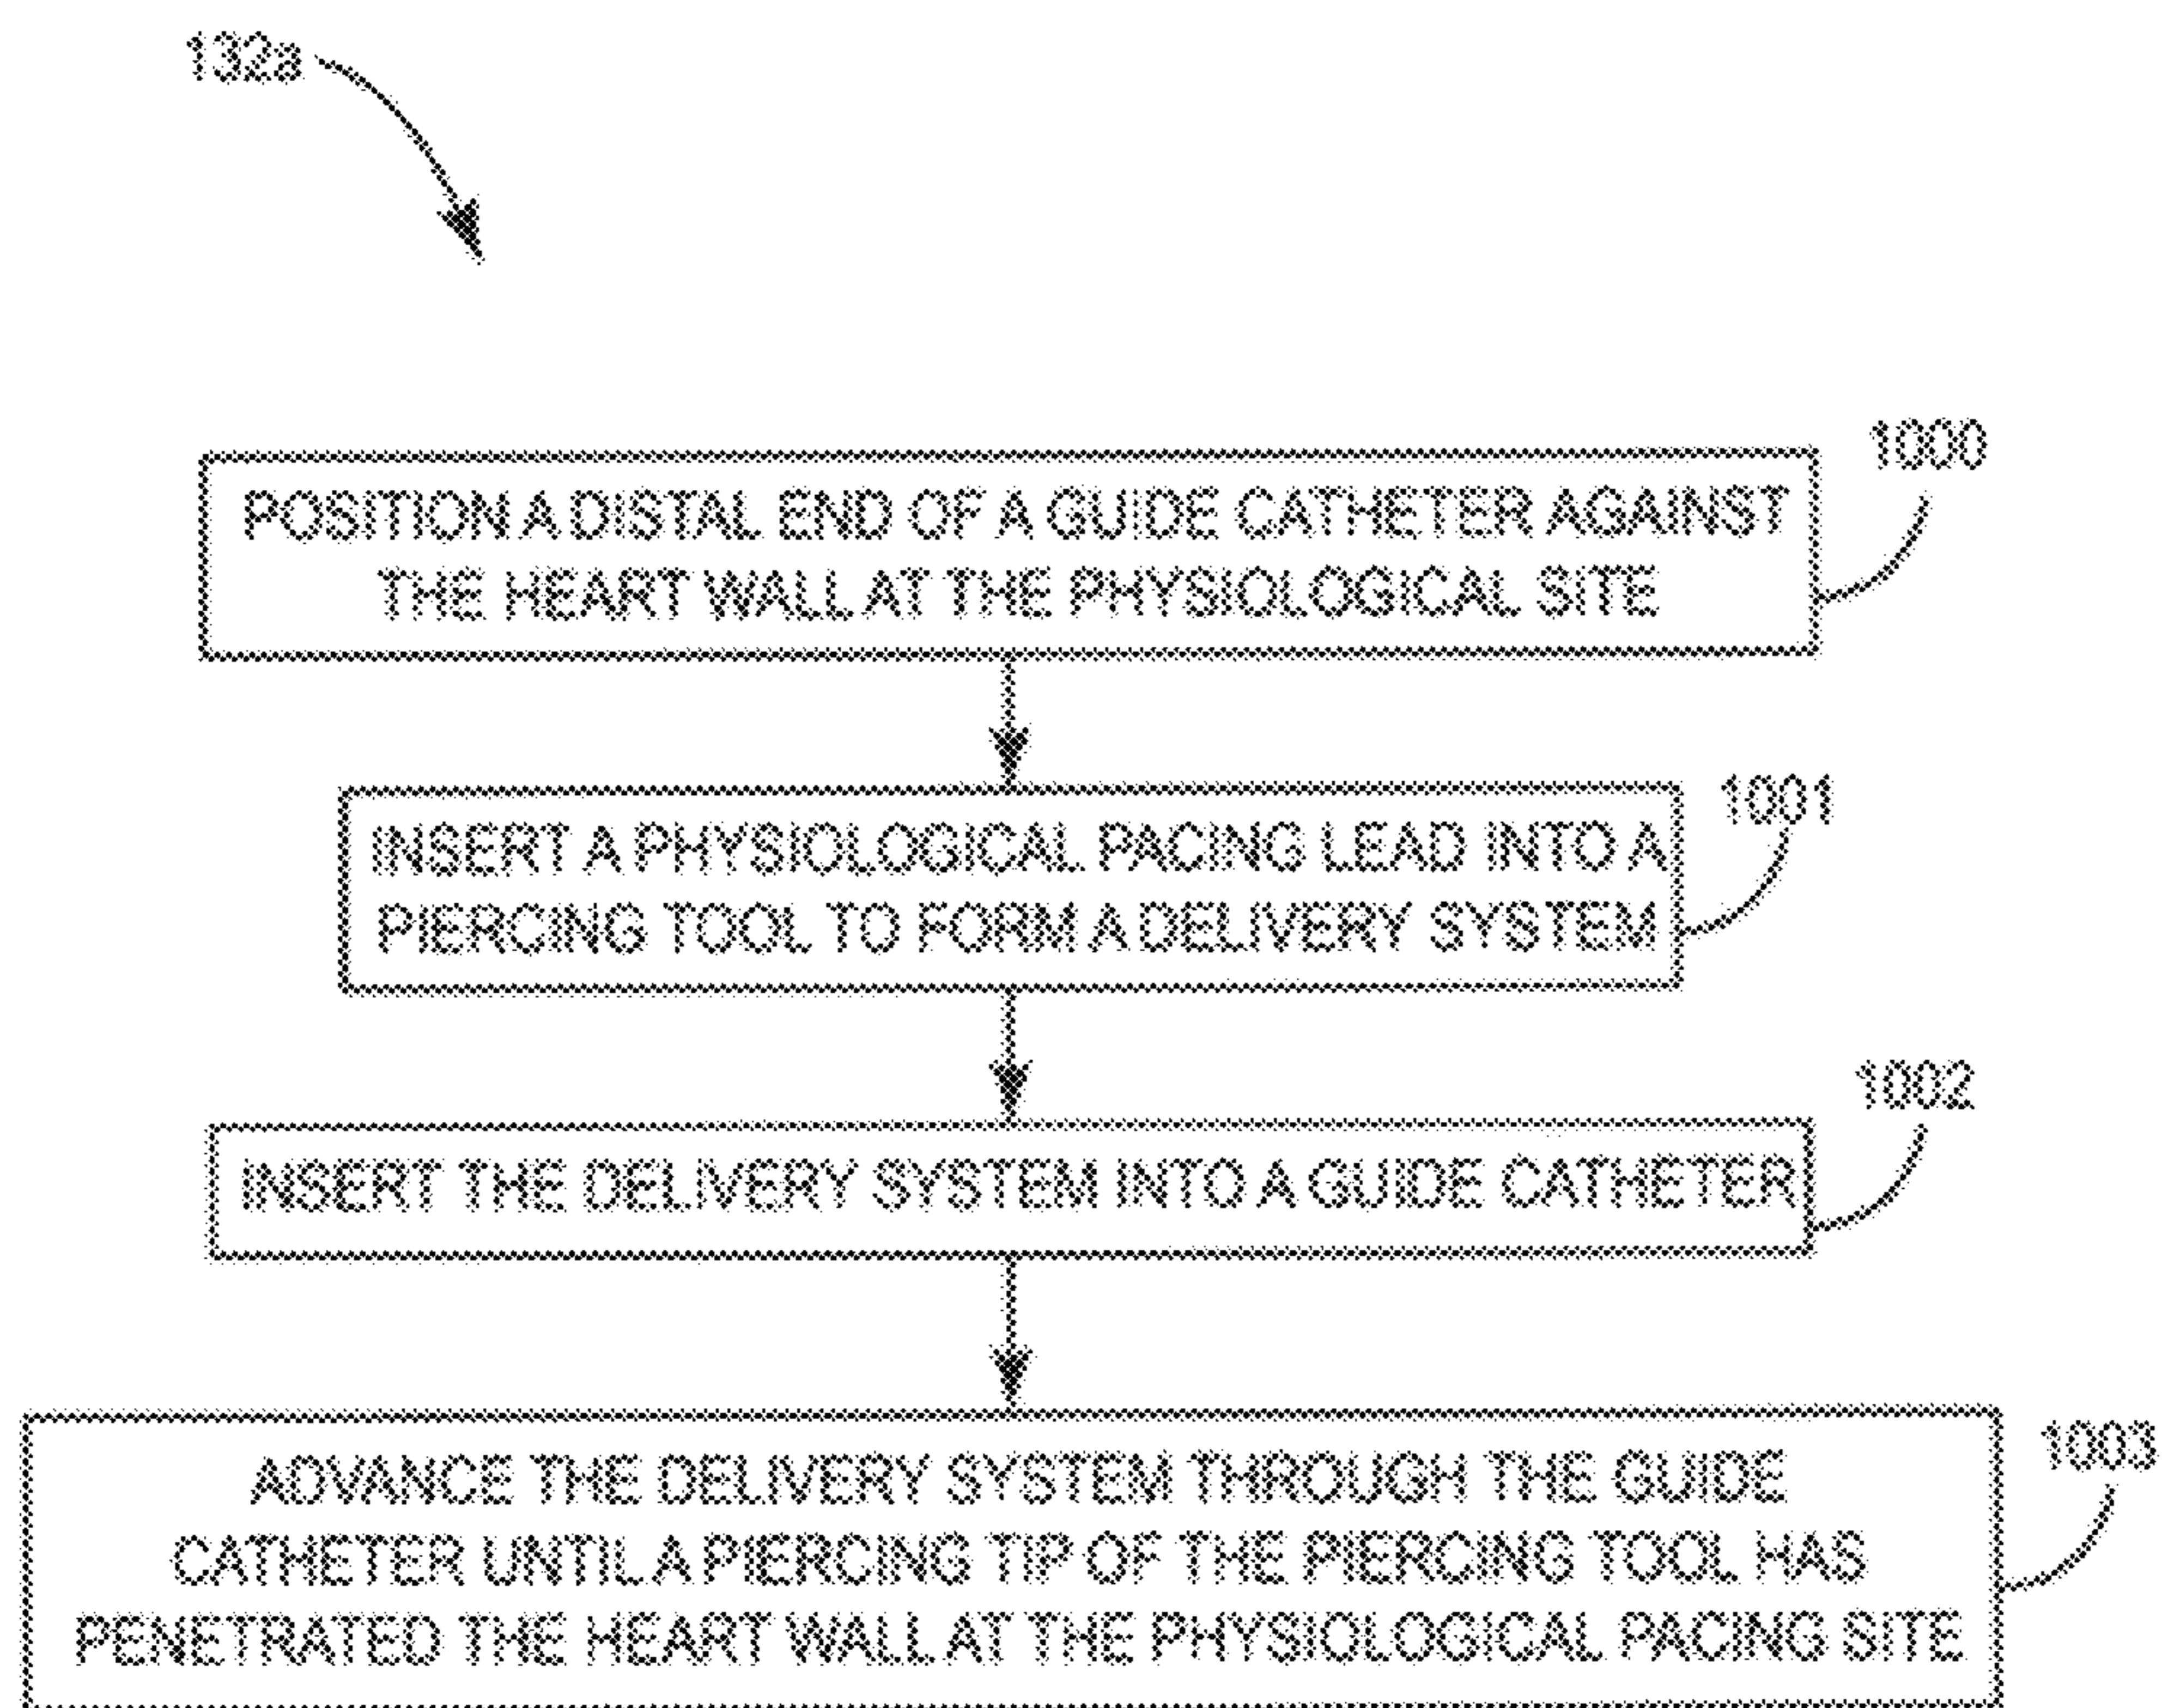 132a
1000
POSITION A DISTAL END OF A GUIDE CATHETER AGAINST
THE HEART WALL AT THE PHYSIOLOGICAL SITE
1001
INSERT A PHYSIOLOGICAL PACING LEAD INTO A
PIERCING TOOL TO FORM A DELIVERY SYSTEM
1002
INSERT THE DELIVERY SYSTEM INTO A GUIDE CATHETER
1003
ADVANCE THE DELIVERY SYSTEM THROUGH THE GUIDE
CATHETER UNTIL A PIERCING TIP OF THE PIERCING TOOL HAS
PENETRATED THE HEART WALL AT THE PHYSIOLOGICAL PACING SITE